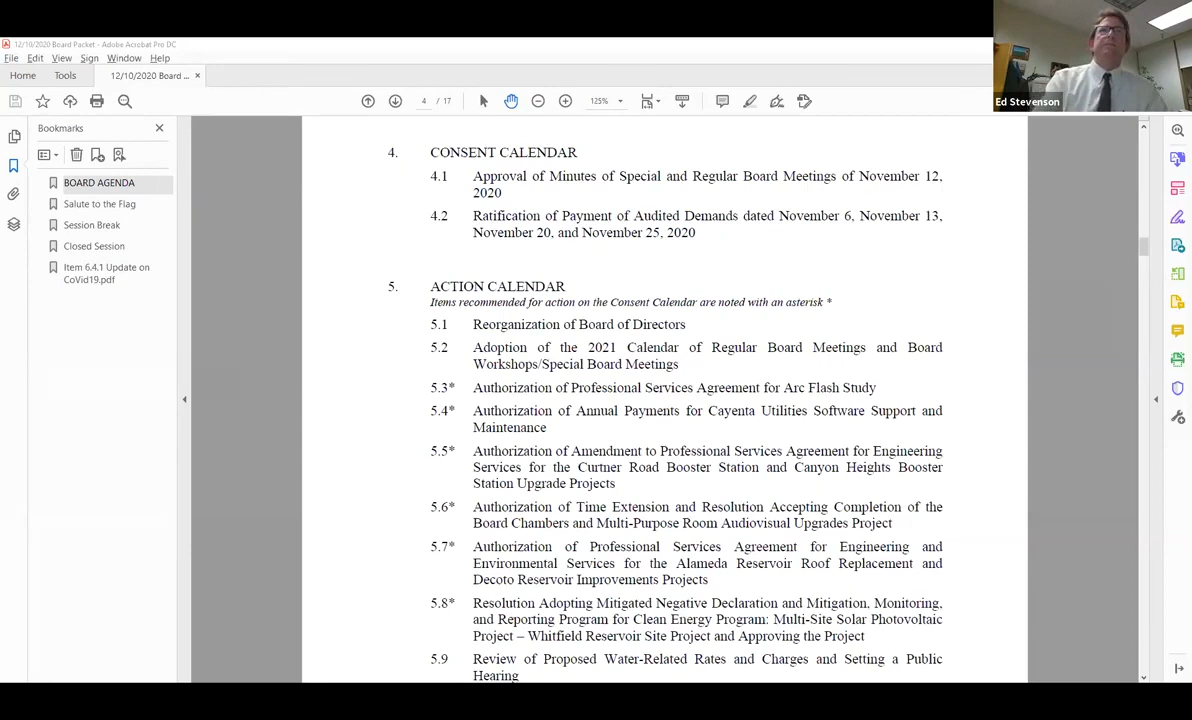 12/10/2020 Board Packet - Adobe Acrobat Pro DC
File Edit View Sign Window Help
Home Tools 12/10/2020 Board ... ×
4 / 17 125%
Bookmarks
BOARD AGENDA
Salute to the Flag
Session Break
Closed Session
Item 6.4.1 Update on
CoVid19.pdf
Ed Stevenson
4. CONSENT CALENDAR
4.1 Approval of Minutes of Special and Regular Board Meetings of November 12,
2020
4.2 Ratification of Payment of Audited Demands dated November 6, November 13,
November 20, and November 25, 2020
5. ACTION CALENDAR
Items recommended for action on the Consent Calendar are noted with an asterisk *
5.1 Reorganization of Board of Directors
5.2 Adoption of the 2021 Calendar of Regular Board Meetings and Board
Workshops/Special Board Meetings
5.3* Authorization of Professional Services Agreement for Arc Flash Study
5.4* Authorization of Annual Payments for Cayenta Utilities Software Support and
Maintenance
5.5* Authorization of Amendment to Professional Services Agreement for Engineering
Services for the Curtner Road Booster Station and Canyon Heights Booster
Station Upgrade Projects
5.6* Authorization of Time Extension and Resolution Accepting Completion of the
Board Chambers and Multi-Purpose Room Audiovisual Upgrades Project
5.7* Authorization of Professional Services Agreement for Engineering and
Environmental Services for the Alameda Reservoir Roof Replacement and
Decoto Reservoir Improvements Projects
5.8* Resolution Adopting Mitigated Negative Declaration and Mitigation, Monitoring,
and Reporting Program for Clean Energy Program: Multi-Site Solar Photovoltaic
Project – Whitfield Reservoir Site Project and Approving the Project
5.9 Review of Proposed Water-Related Rates and Charges and Setting a Public
Hearing